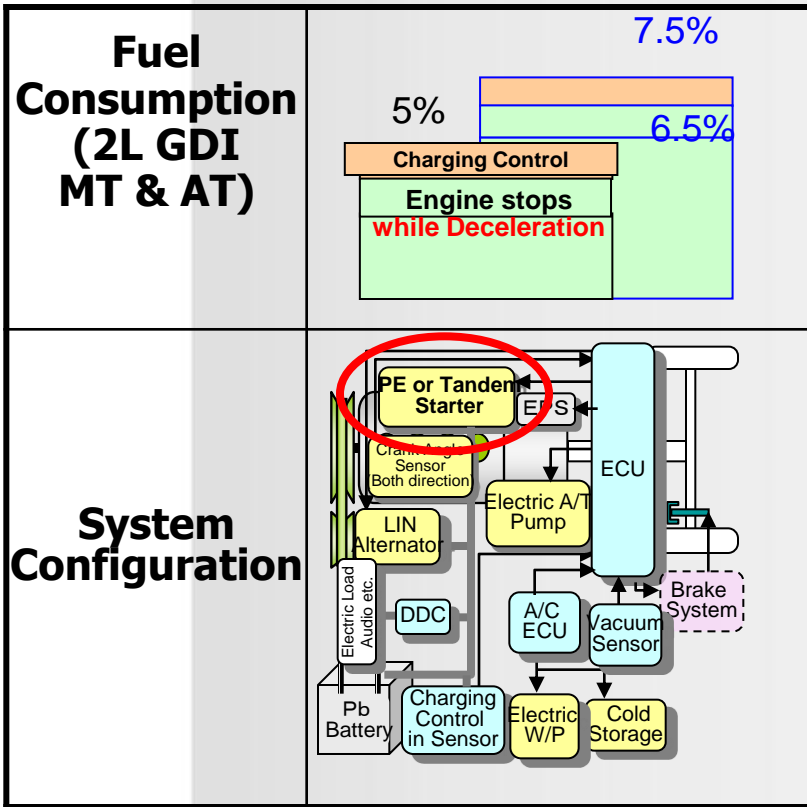 Fuel
Consumption
(2L GDI
MT & AT)
7.5%
5%
6.5%
Charging Control
Engine stops
while Deceleration
System
Configuration
PE or Tandem
Starter
EPS
ECU
Crank Angle
Sensor
(Both direction)
Electric A/T
Pump
LIN
Alternator
Electric Load
Audio etc.
DDC
A/C
ECU
Vacuum
Sensor
Brake
System
Pb
Battery
Charging
Control
in Sensor
Electric
W/P
Cold
Storage